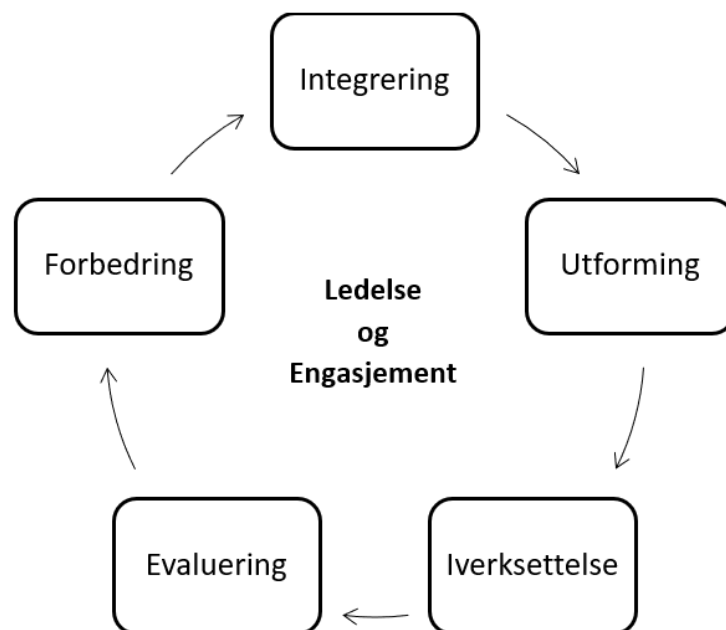 Integrering
Forbedring
Utforming
Ledelse
og
Engasjement
Evaluering
Iverksettelse